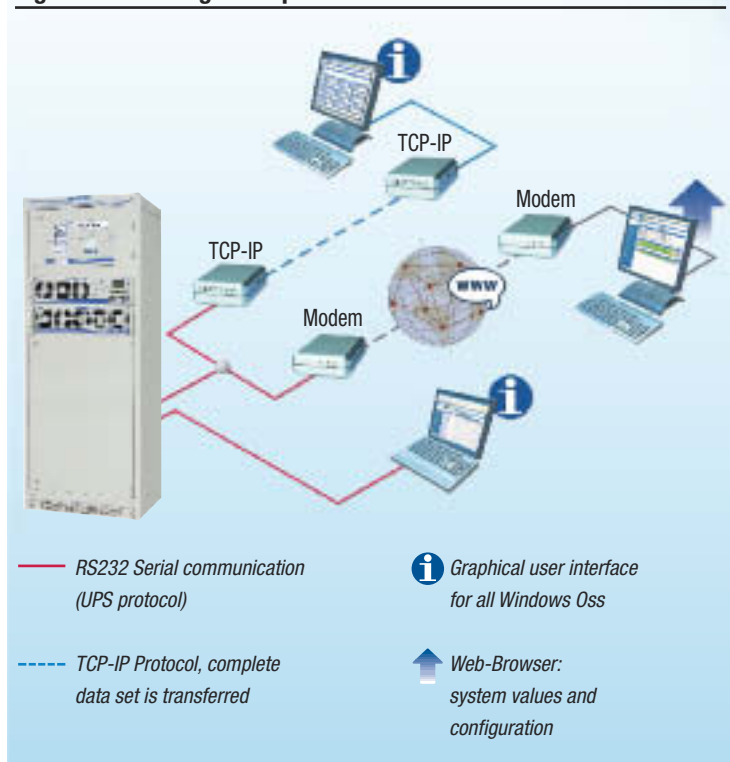 TCP-IP
Modem
TCP-IP
Modem
www
RS232 Serial communication
(UPS protocol)
Graphical user interface
for all Windows Oss
TCP-IP Protocol, complete
data set is transferred
Web-Browser:
system values and
configuration